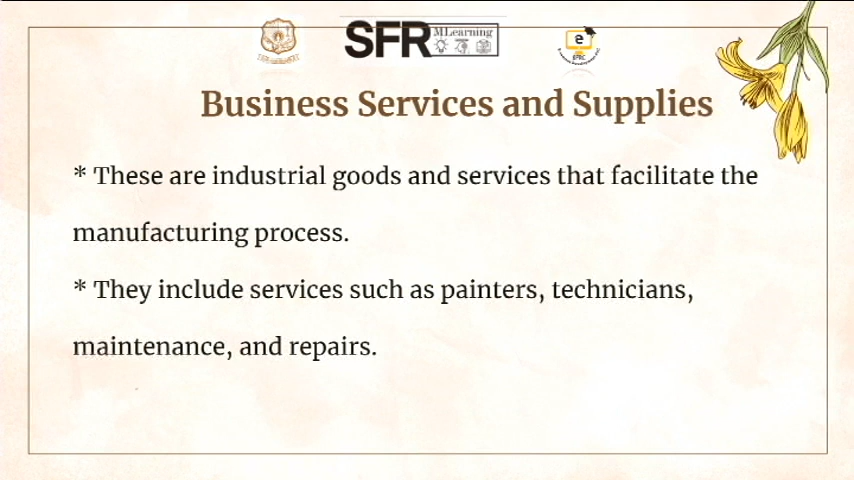 SFR
MLearning
e
EPRC
Business Services and Supplies
* These are industrial goods and services that facilitate the
manufacturing process.
* They include services such as painters, technicians,
maintenance, and repairs.